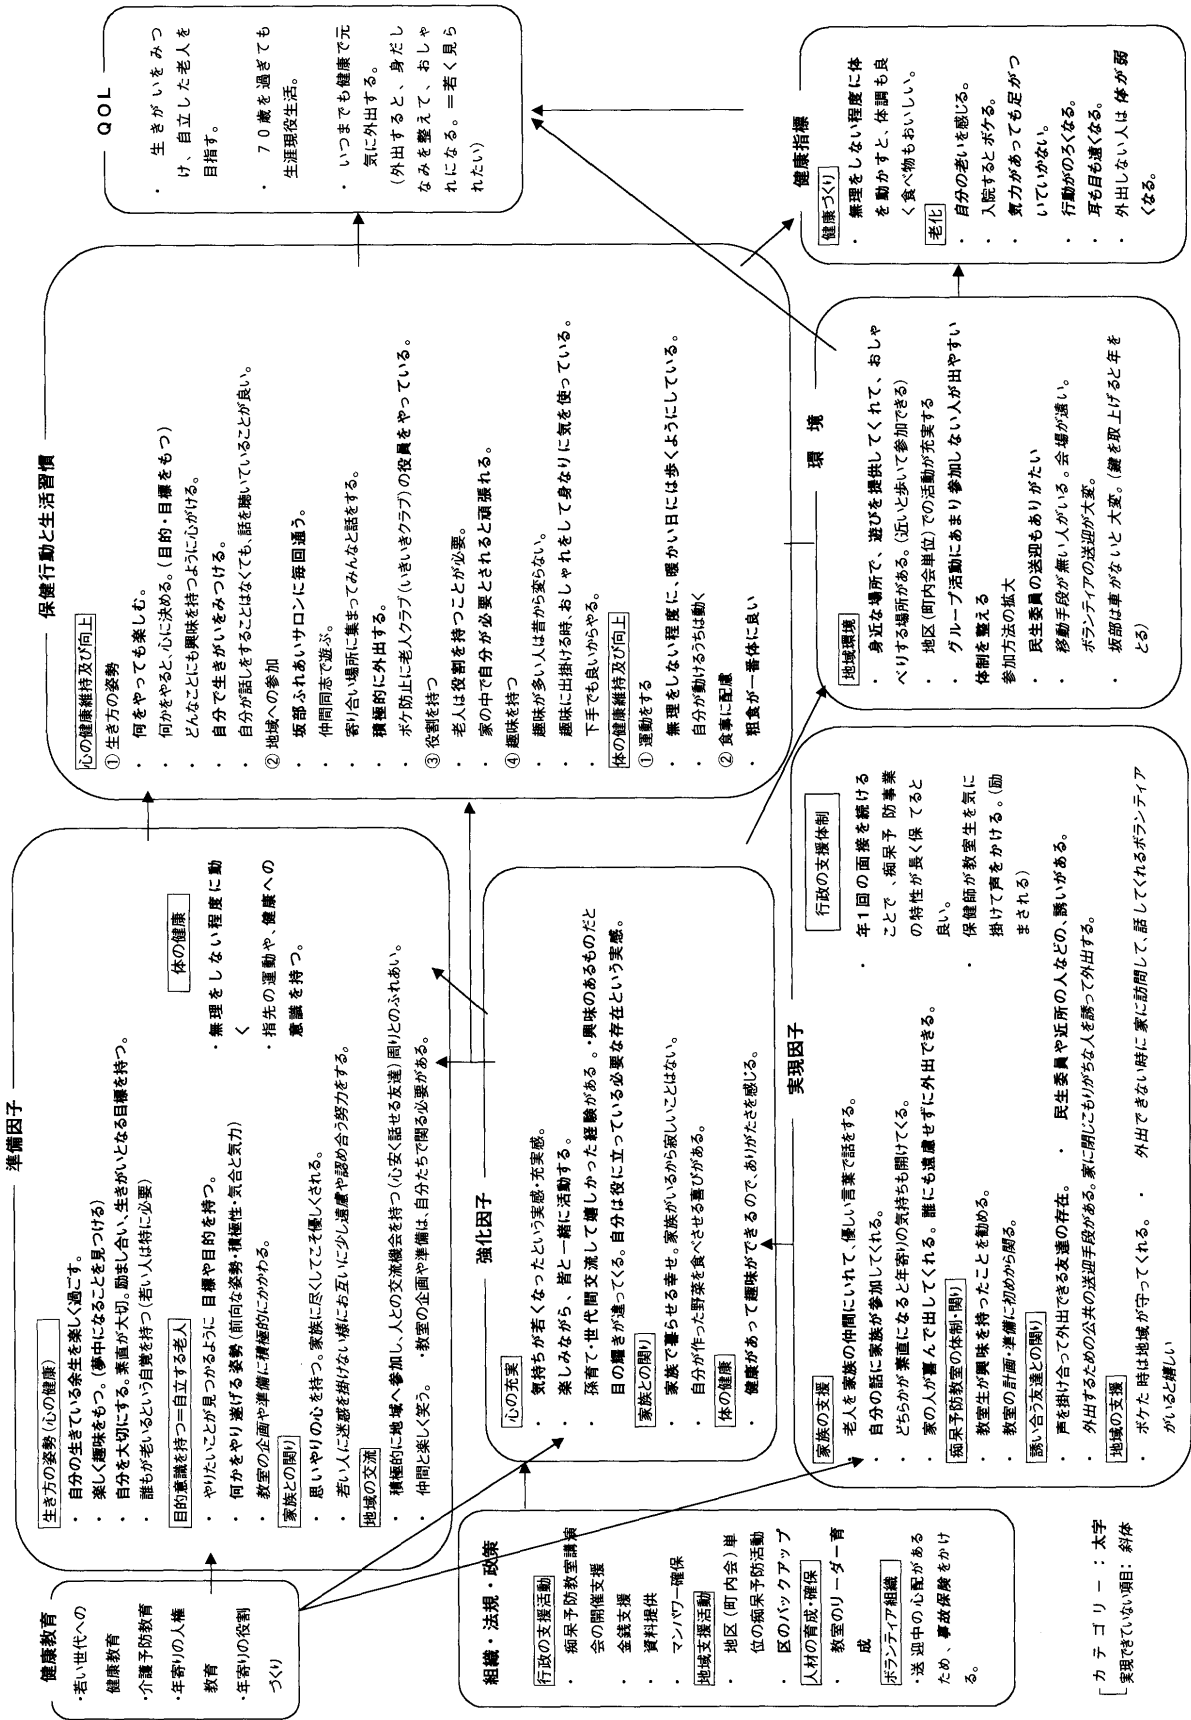 健康教育
・若い世代への
健康教育
・介護予防教育
・年寄りの人権
教育
・年寄りの役割
づくり
準備因子
生き方の姿勢（心の健康）
・ 自分の生きている余生を楽しく過ごす。
・ 楽しく趣味をもつ。（夢中になることを見つける）
・ 自分を大切にする。素直が大切。励まし合い、生きがいとなる目標を持つ。
・ 誰もが老いるという自覚を持つ（若い人は特に必要）
目的意識を持つ＝自立する老人
・ やりたいことが見つかるように 目標や目的を持つ。
・ 何かをやり遂げる姿勢（前向な姿勢・積極性・気合と気力）
・ 教室の企画や準備に積極的にかかわる。
家族との関り
・ 思いやりの心を持つ。家族に尽くしてこそ優しくされる。
・ 若い人に迷惑を掛けない様にお互いに少し遠慮や認め合う努力をする。
地域の交流
・ 積極的に地域へ参加し、人との交流機会を持つ（心安く話せる友達）周りとのふれあい。
・ 仲間と楽しく笑う。 ・教室の企画や準備は、自分たちで関る必要がある。
体の健康
・ 無理をしない程度に動
く
・ 指先の運動や、健康への
意識を持つ。
保健行動と生活習慣
心の健康維持及び向上
① 生き方の姿勢
・ 何をやっても楽しむ。
・ 何かをやると、心に決める。（目的・目標をもつ）
・ どんなことにも興味を持つように心がける。
・ 自分で生きがいをみつける。
・ 自分が話しをすることはなくても、話を聴いていることが良い。
② 地域への参加
・ 坂部ふれあいサロンに毎回通う。
・ 仲間同志で遊ぶ。
・ 寄り合い場所に集まってみんなと話をする。
・ 積極的に外出する。
・ ボケ防止に老人クラブ（いきいきクラブ）の役員をやっている。
③ 役割を持つ
・ 老人は役割を持つことが必要。
・ 家の中で自分が必要とされると頑張れる。
④ 趣味を持つ
・ 趣味が多い人は昔から変らない。
・ 趣味に出掛ける時、おしゃれをして身なりに気を使っている。
・ 下手でも良いからやる。
体の健康維持及び向上
① 運動をする
・ 無理をしない程度に、暖かい日には歩くようにしている。
・ 自分が動けるうちは動く
② 食事に配慮
・ 粗食が一番体に良い
QOL
・ 生きがいをみつ
け、自立した老人を
目指す。
・ ７０歳を過ぎても
生涯現役生活。
・ いつまでも健康で元
気に外出する。
（外出すると、身だし
なみを整えて、おしゃ
れになる。＝若く見ら
れたい）
組織・法規・政策
行政の支援活動
・ 痴呆予防教室講演
会の開催支援
・ 金銭支援
・ 資料提供
・ マンパワー確保
地域支援活動
・ 地区（町内会）単
位の痴呆予防活動
区のバックアップ
人材の育成・確保
・ 教室のリーダー育
成
ボランティア組織
・ 送迎中の心配がある
ため、事故保険をかけ
る。
強化因子
心の充実
・ 気持ちが若くなったという実感・充実感。
・ 楽しみながら、皆と一緒に活動する。
・ 孫育て・世代間交流して嬉しかった経験がある 。・興味のあるものだと
目の輝きが違ってくる。自分は役に立っている必要な存在という実感。
家族との関り
・ 家族で暮らせる幸せ。家族がいるから寂しいことはない。
・ 自分が作った野菜を食べさせる喜びがある。
体の健康
・ 健康があって趣味ができるので、ありがたさを感じる。
実現因子
家族の支援
・ 老人を家族の仲間にいれて、優しい言葉で話をする。
・ 自分の話に家族が参加してくれる。
・ どちらかが素直になると年寄りの気持ちも開けてくる。
・ 家の人が喜んで出してくれる。誰にも遠慮せずに外出できる。
痴呆予防教室の体制・関り
・ 教室生が興味を持ったことを勧める。
・ 教室の計画・準備に初めから関る。
誘い合う友達との関り
・ 声を掛け合って外出できる友達の存在。 ・ 民生委員や近所の人などの、誘いがある。
・ 外出するための公共の送迎手段がある。家に閉じこもりがちな人を誘って外出する。
地域の支援
・ ボケた 時は地域が守ってくれる。 ・ 外出できない時に家に訪問して、話してくれるボランティア
がいると嬉しい
行政の支援体制
・ 年１回の面接を続ける
ことで 、痴呆予 防事業
の特性が長く保 てると
良い。
・ 保健師が教室生を気に
掛けて声をかける。（励
まされる）
環 境
地域環境
・ 身近な場所で、遊びを提供してくれて、おしゃ
べりする場所がある。（近いと歩いて参加できる）
・ 地区（町内会単位）での活動が充実する
・ グループ活動にあまり参加しない人が出やすい
体制を整える
参加方法の拡大
・ 民生委員の送迎もありがたい
・ 移動手段が無い人がいる。会場が遠い。
ボランティアの送迎が大変。
・ 坂部は車がないと大変。（鍵を取上げると年を
とる）
健康指標
健康づくり
・ 無理をしない程度に体
を動かすと、体調も良
く食べ物もおいしい。
老化
・ 自分の老いを感じる。
・ 入院するとボケる。
・ 気力があっても足がつ
いていかない。
・ 行動がのろくなる。
・ 耳も目も遠くなる。
・ 外出しない人は体が弱
くなる。
カ テ ゴ リ ー ： 太字
実現できていない項目： 斜体